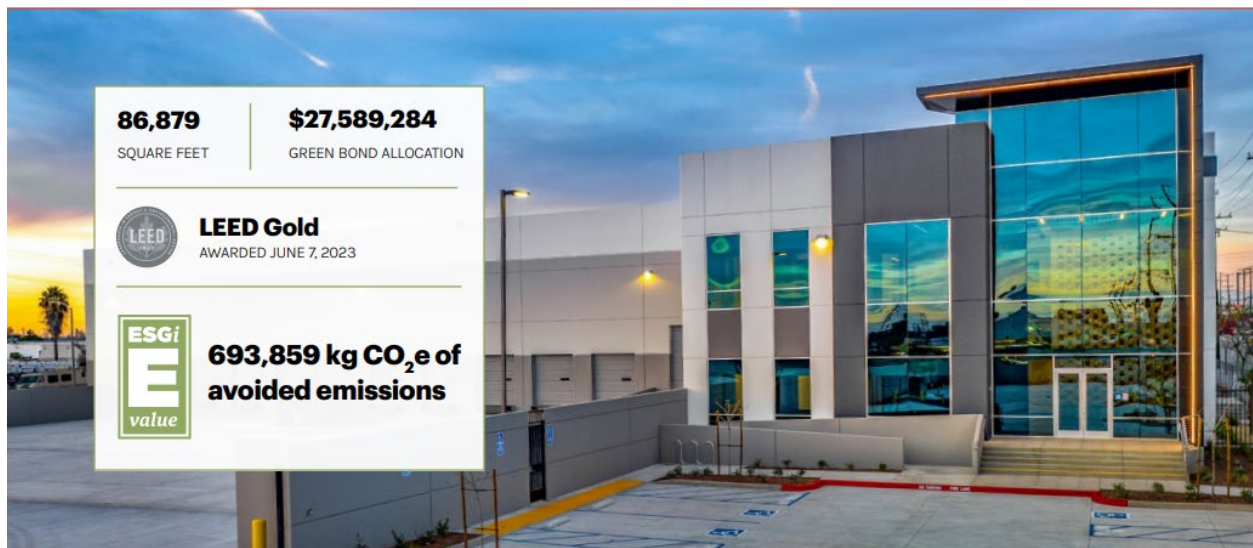 86,879
SQUARE FEET
$27,589,284
GREEN BOND ALLOCATION
LEED
LEED Gold
AWARDED JUNE 7, 2023
ESGi
E
value
693,859 kg CO₂e of
avoided emissions